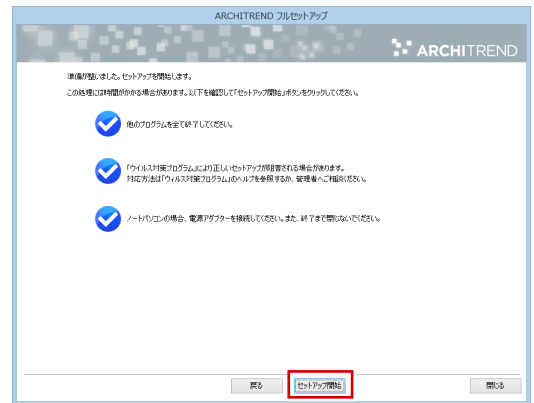 ARCHITREND フルセットアップ
ARCHITREND
準備が整いました。セットアップを開始します。
この処理には時間がかかる場合があります。以下を確認して「セットアップ開始」ボタンをクリックしてください。
他のプログラムを全て終了してください。
「ウイルス対策プログラム」により正しいセットアップが阻害される場合があります。
対応方法は「ウィルス対策プログラム」のヘルプを参照するか、管理者へご相談ください。
ノートパソコンの場合、電源アダプターを接続してください。また、終了まで閉じないでください。
戻る
セットアップ開始
閉じる